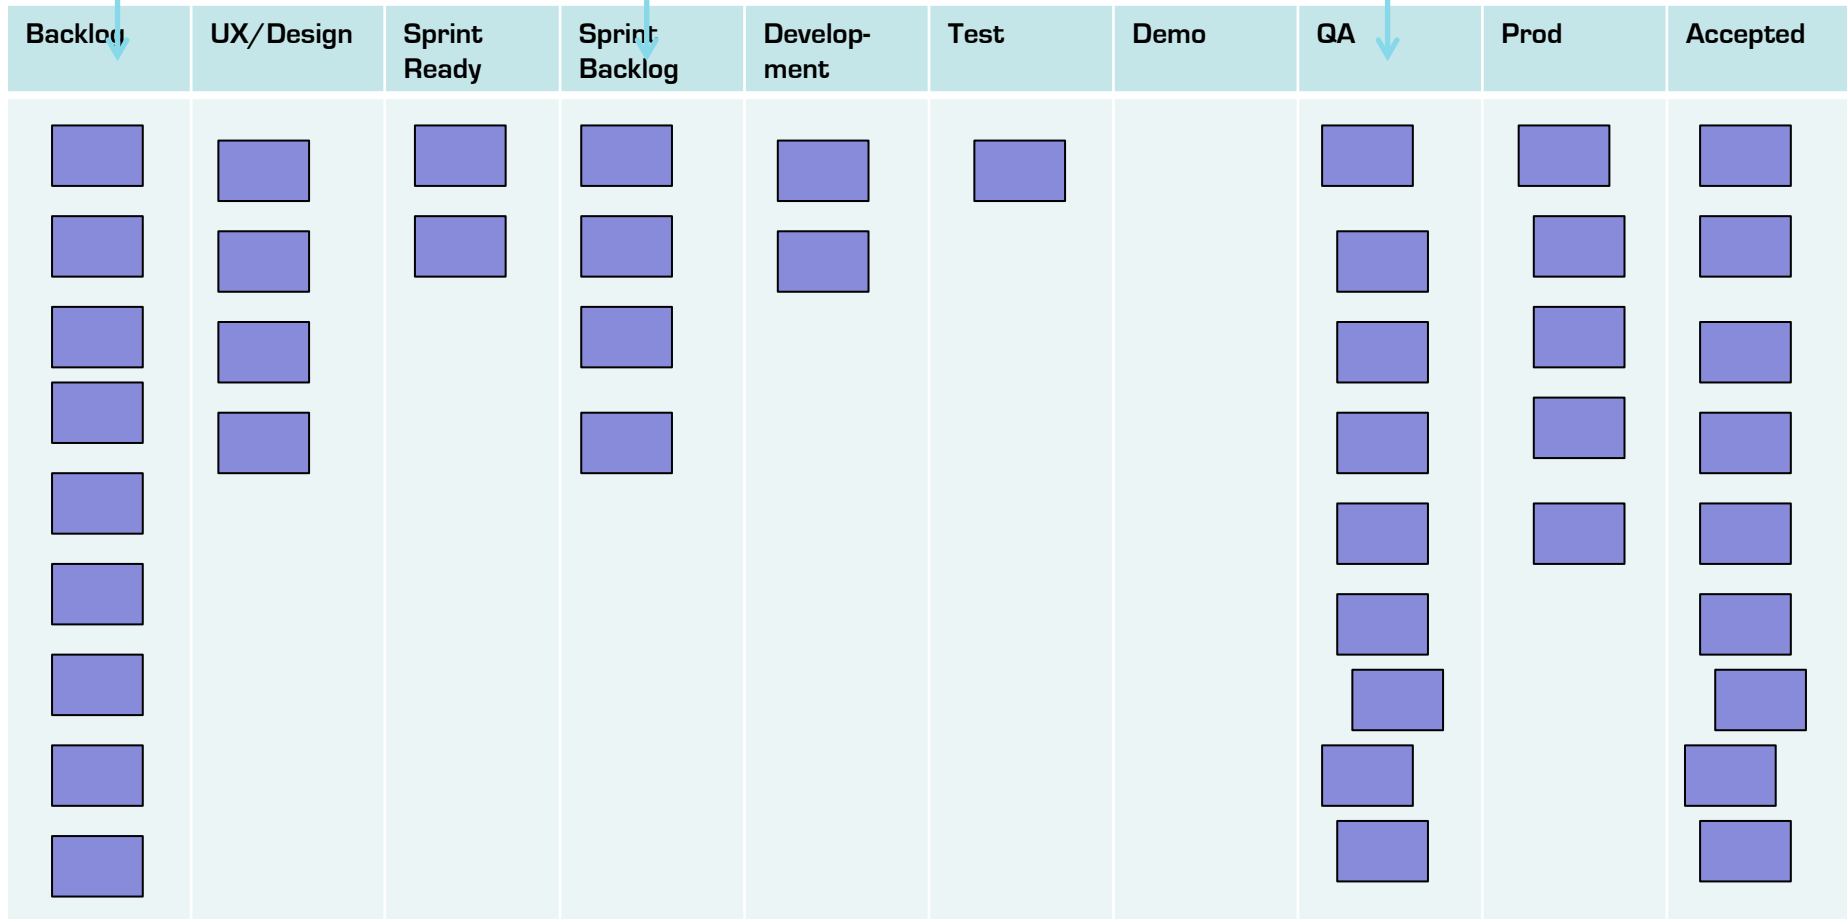 Backlog
UX/Design
Sprint
Ready
Sprint
Backlog
Develop-
ment
Test
Demo
QA
Prod
Accepted